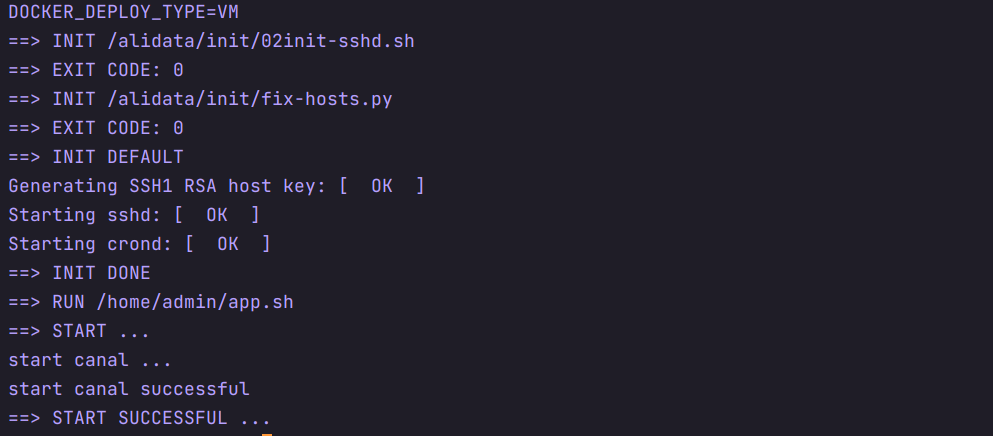 DOCKER_DEPLOY_TYPE=VM
==> INIT /alidata/init/02init-sshd.sh
==> EXIT CODE: 0
==> INIT /alidata/init/fix-hosts.py
==> EXIT CODE: 0
==> INIT DEFAULT
Generating SSH1 RSA host key: [  OK  ]
Starting sshd: [  OK  ]
Starting crond: [  OK  ]
==> INIT DONE
==> RUN /home/admin/app.sh
==> START ...
start canal ...
start canal successful
==> START SUCCESSFUL ...